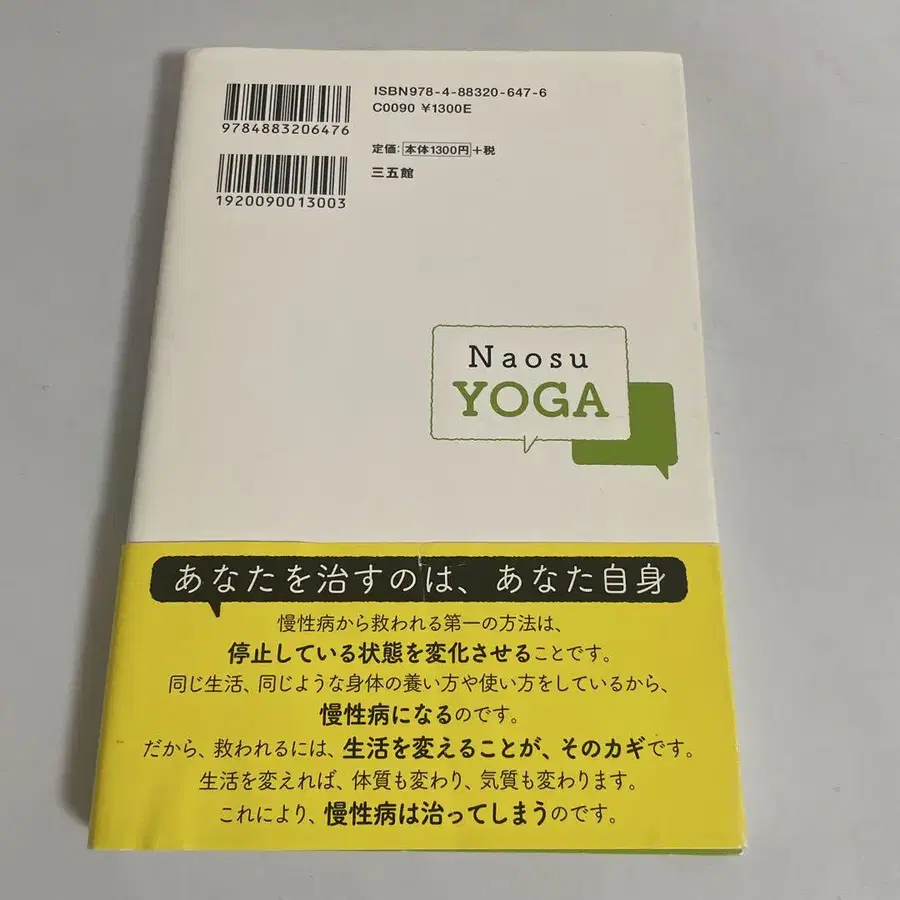 ISBN978-4-88320-647-6
C0090 ¥1300E
9784883206476
定価:本体1300円+税
三五館
1920090013003
Naosu
YOGA
あなたを治すのは、あなた自身
慢性病から救われる第一の方法は、
停止している状態を変化させることです。
同じ生活、同じような身体の養い方や使い方をしているから、
慢性病になるのです。
だから、救われるには、生活を変えることが、そのカギです。
生活を変えれば、体質も変わり、気質も変わります。
これにより、慢性病は治ってしまうのです。